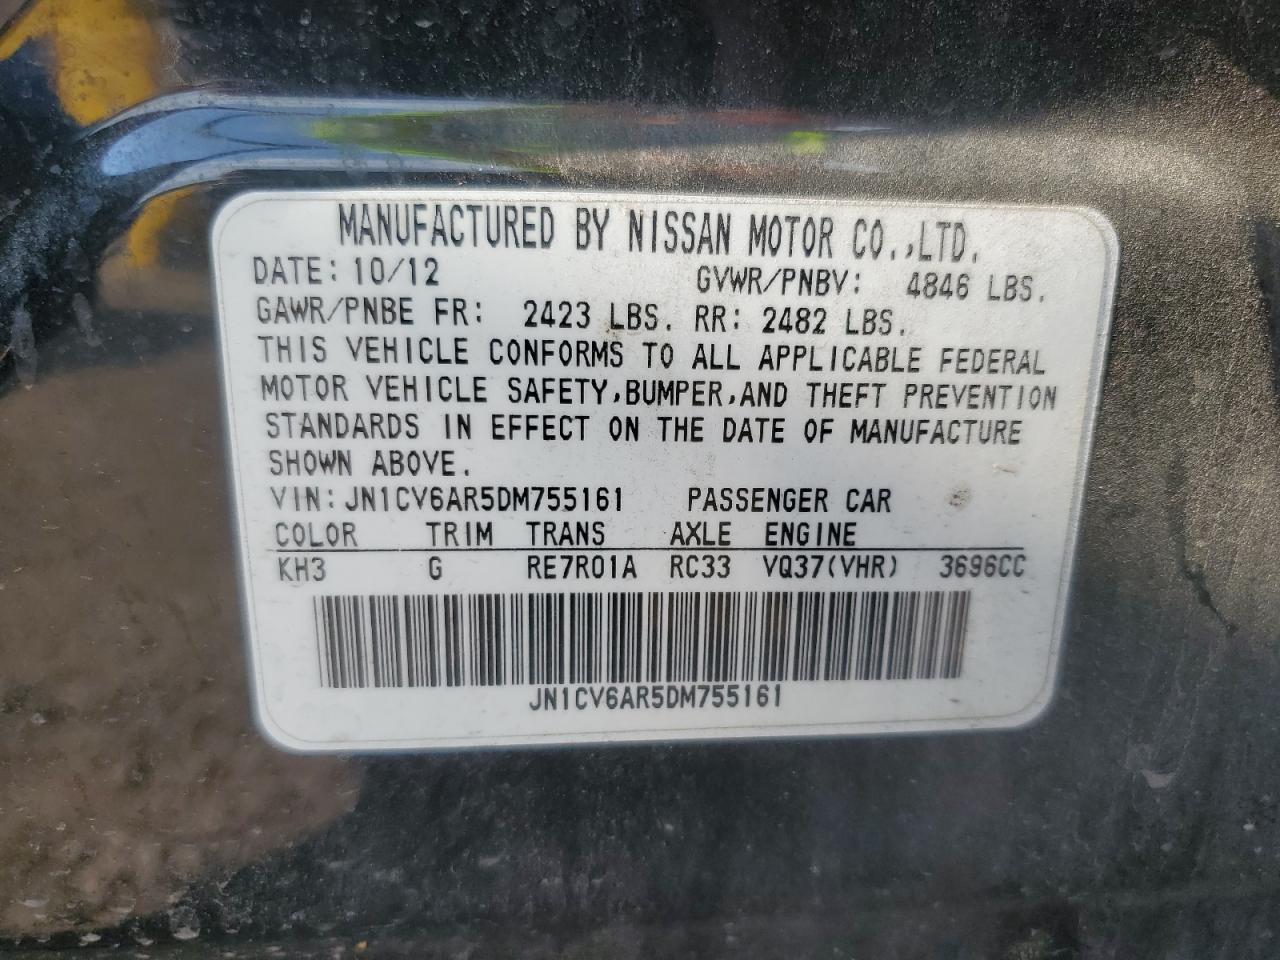 MANUFACTURED BY NISSAN MOTOR CO.,LTD.
DATE: 10/12 GVWR/PNBV: 4846 LBS.
GAWR/PNBE FR: 2423 LBS. RR: 2482 LBS.
THIS VEHICLE CONFORMS TO ALL APPLICABLE FEDERAL
MOTOR VEHICLE SAFETY,BUMPER,AND THEFT PREVENTION
STANDARDS IN EFFECT ON THE DATE OF MANUFACTURE
SHOWN ABOVE.
VIN:JN1CV6AR5DM755161 PASSENGER CAR
COLOR TRIM TRANS AXLE ENGINE
KH3 G RE7R01A RC33 VQ37(VHR) 3696CC
JN1CV6AR5DM755161